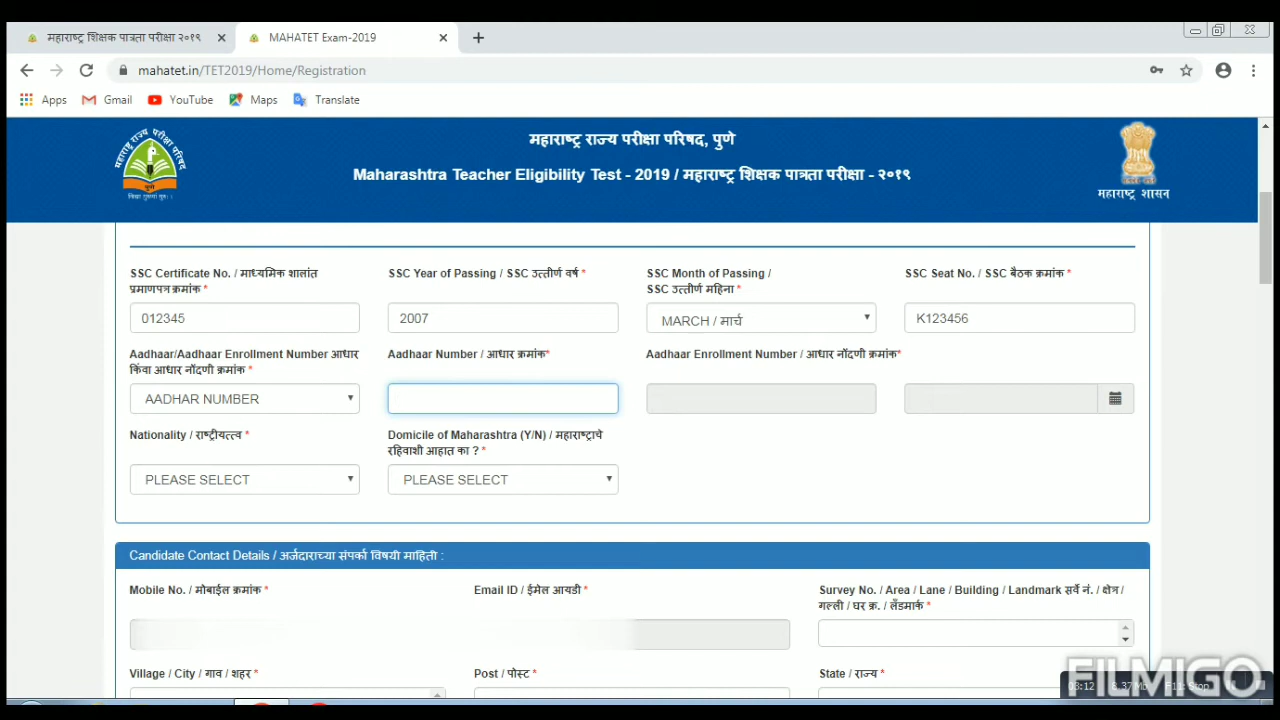 महाराष्ट्र शिक्षक पात्रता परीक्षा २०१९
MAHATET Exam-2019
mahatet.in/TET2019/Home/Registration
Apps Gmail YouTube Maps Translate
महाराष्ट्र राज्य परीक्षा परिषद, पुणे
Maharashtra Teacher Eligibility Test - 2019 / महाराष्ट्र शिक्षक पात्रता परीक्षा - २०१९
महाराष्ट्र शासन
SSC Certificate No. / माध्यमिक शालांत
प्रमाणपत्र क्रमांक *
SSC Year of Passing / SSC उत्तीर्ण वर्ष *
SSC Month of Passing /
SSC उत्तीर्ण महिना *
SSC Seat No. / SSC बैठक क्रमांक *
012345
2007
MARCH / मार्च
K123456
Aadhaar/Aadhaar Enrollment Number आधार
किंवा आधार नोंदणी क्रमांक *
Aadhaar Number / आधार क्रमांक*
Aadhaar Enrollment Number / आधार नोंदणी क्रमांक*
AADHAR NUMBER
Nationality / राष्ट्रीयत्त्व *
Domicile of Maharashtra (Y/N) / महाराष्ट्राचे
रहिवाशी आहात का ? *
PLEASE SELECT
PLEASE SELECT
Candidate Contact Details / अर्जदाराच्या संपर्का विषयी माहिती :
Mobile No. / मोबाईल क्रमांक *
Email ID / ईमेल आयडी *
Survey No. / Area / Lane / Building / Landmark सर्वे नं. / क्षेत्र /
गल्ली / घर क्र. / लँडमार्क *
Village / City / गाव / शहर *
Post / पोस्ट *
State / राज्य *
FILMIGO